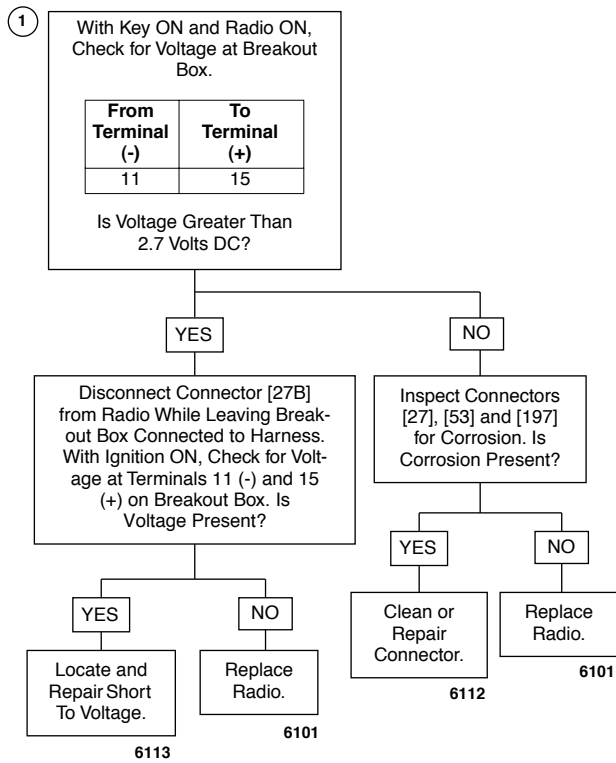 1
With Key ON and Radio ON,
Check for Voltage at Breakout
Box.
From Terminal (-)
To Terminal (+)
11
15
Is Voltage Greater Than
2.7 Volts DC?
YES
NO
Disconnect Connector [27B]
from Radio While Leaving Break-
out Box Connected to Harness.
With Ignition ON, Check for Volt-
age at Terminals 11 (-) and 15
(+) on Breakout Box. Is
Voltage Present?
Inspect Connectors
[27], [53] and [197]
for Corrosion. Is
Corrosion Present?
YES
NO
YES
NO
Locate and
Repair Short
To Voltage.
6113
Replace
Radio.
6101
Clean or
Repair
Connector.
6112
Replace
Radio.
6101